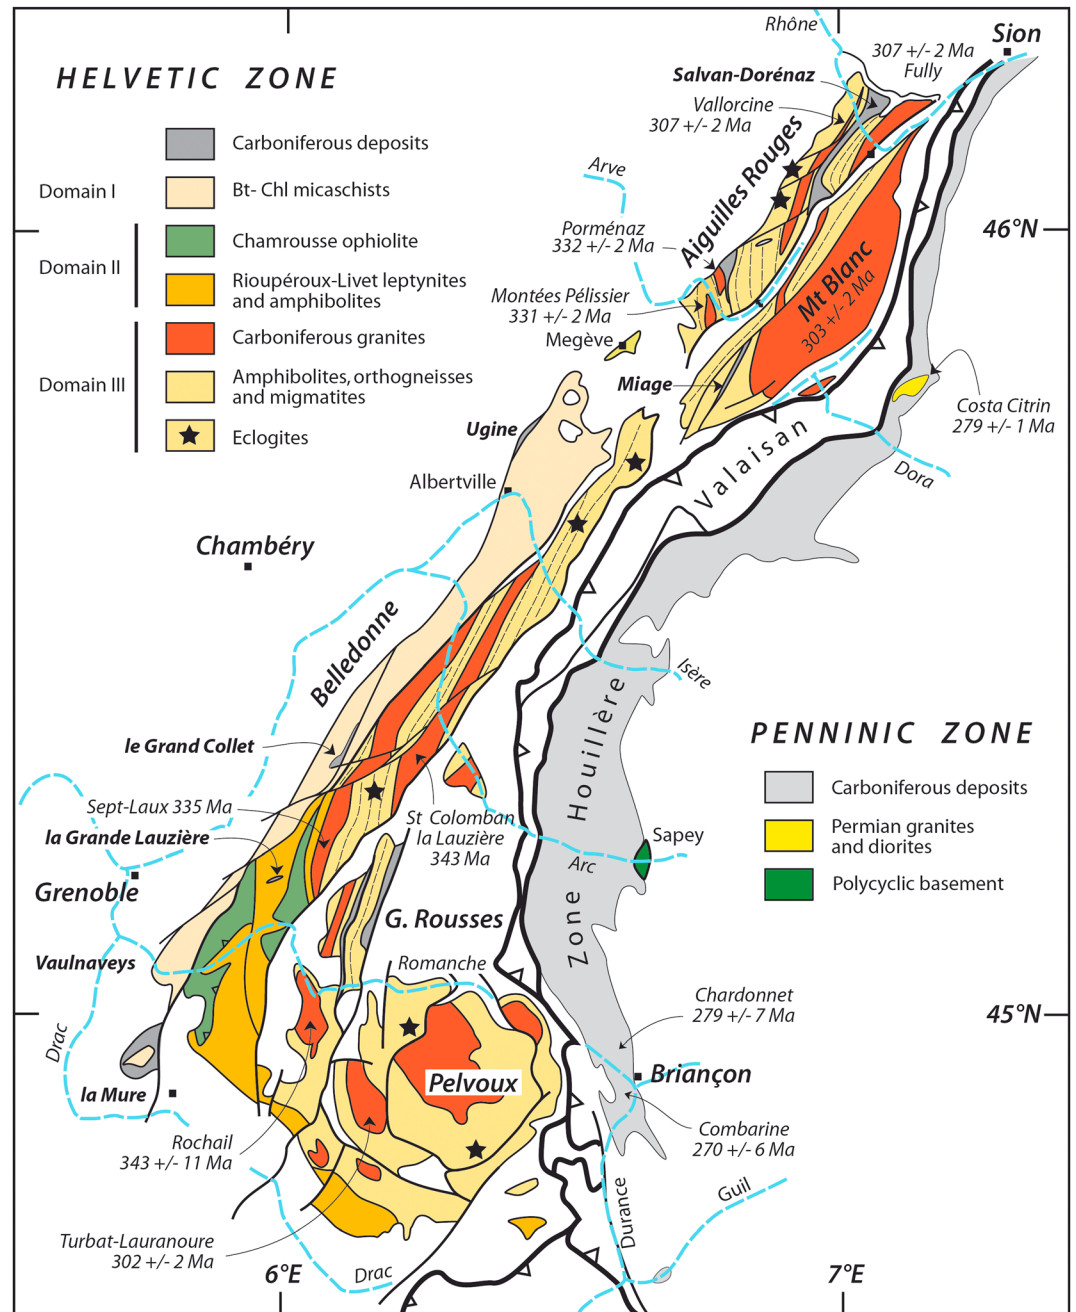 Rhône
Sion
307 +/- 2 Ma
Fully
HELVETIC ZONE
Salvan-Dorénaz
Vallorcine
307 +/- 2 Ma
Carboniferous deposits
Aiguilles Rouges
Arve
Domain I
Bt- Chl micaschists
46°N
Porménaz
332 +/- 2 Ma
Chamrousse ophiolite
Domain II
Rioupéroux-Livet leptynites
and amphibolites
Mt Blanc
303 +/- 2 Ma
Montées Pélissier
331 +/- 2 Ma
Carboniferous granites
Megève
Domain III
Amphibolites, orthogneisses
and migmatites
Miage
Costa Citrin
279 +/- 1 Ma
Eclogites
Ugine
Valaisan
Dora
Albertville
Chambéry
Belledonne
Isère
le Grand Collet
PENNINIC ZONE
Zone Houillère
Carboniferous deposits
Sept-Laux 335 Ma
St Colomban
la Lauzière
343 Ma
la Grande Lauzière
Sapey
Permian granites
and diorites
Arc
Grenoble
Polycyclic basement
G. Rousses
Vaulnaveys
Romanche
Chardonnet
279 +/- 7 Ma
45°N
Drac
Pelvoux
Briançon
la Mure
Combarine
270 +/- 6 Ma
Rochail
343 +/- 11 Ma
Guil
Durance
Turbat-Lauranoure
302 +/- 2 Ma
Drac
6°E
7°E